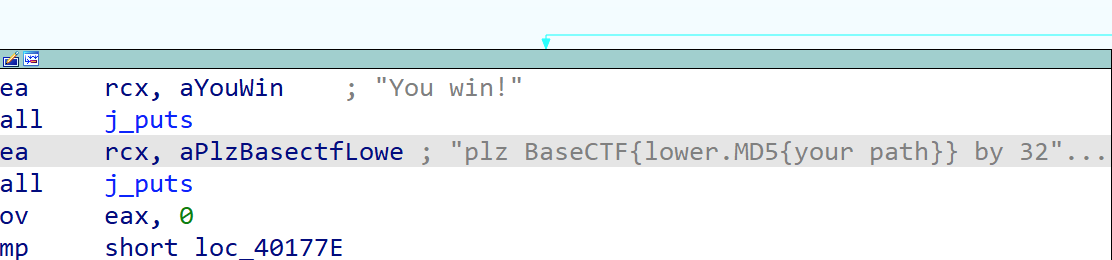 ea rcx, aYouWin ; "You win!"
all j_puts
ea rcx, aPlzBasectfLowe ; "plz BaseCTF{lower.MD5{your path}} by 32"...
all j_puts
ov eax, 0
mp short loc_40177E